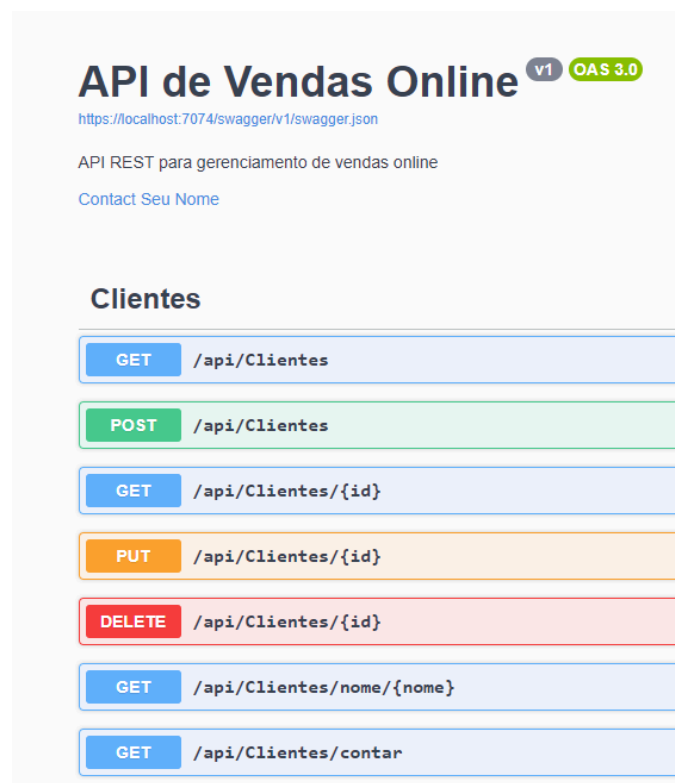 API de Vendas Online v1 OAS 3.0
https://localhost:7074/swagger/v1/swagger.json
API REST para gerenciamento de vendas online
Contact Seu Nome
Clientes
GET /api/Clientes
POST /api/Clientes
GET /api/Clientes/{id}
PUT /api/Clientes/{id}
DELETE /api/Clientes/{id}
GET /api/Clientes/nome/{nome}
GET /api/Clientes/contar